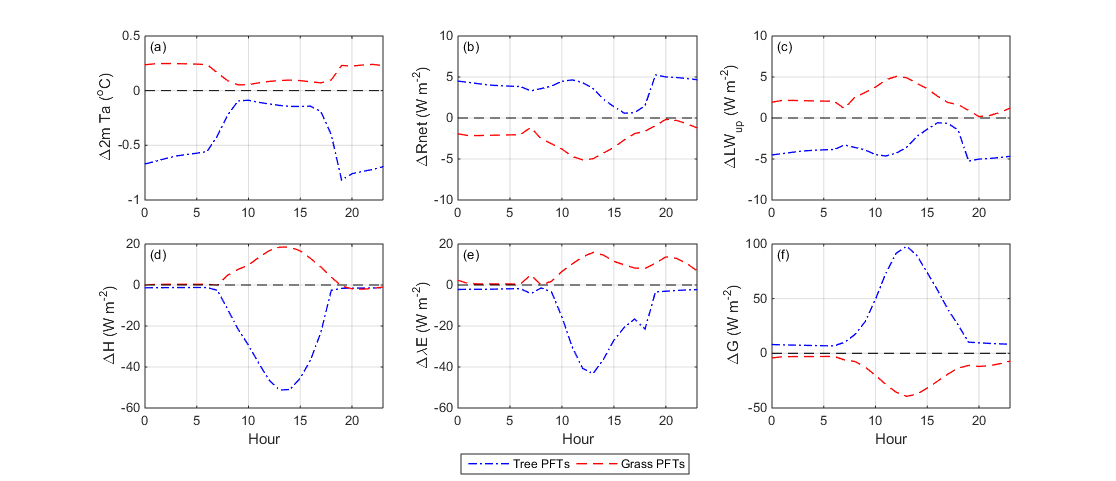 (a)
0.5
0
-0.5
-1
0 5 10 15 20
Δ2m Ta (°C)
(b)
10
5
0
-5
-10
0 5 10 15 20
ΔRnet (W m-2)
(c)
10
5
0
-5
-10
0 5 10 15 20
ΔLWup (W m-2)
(d)
20
0
-20
-40
-60
0 5 10 15 20
ΔH (W m-2)
Hour
(e)
20
0
-20
-40
-60
0 5 10 15 20
ΔλE (W m-2)
Hour
(f)
100
50
0
-50
0 5 10 15 20
ΔG (W m-2)
Hour
Tree PFTs Grass PFTs